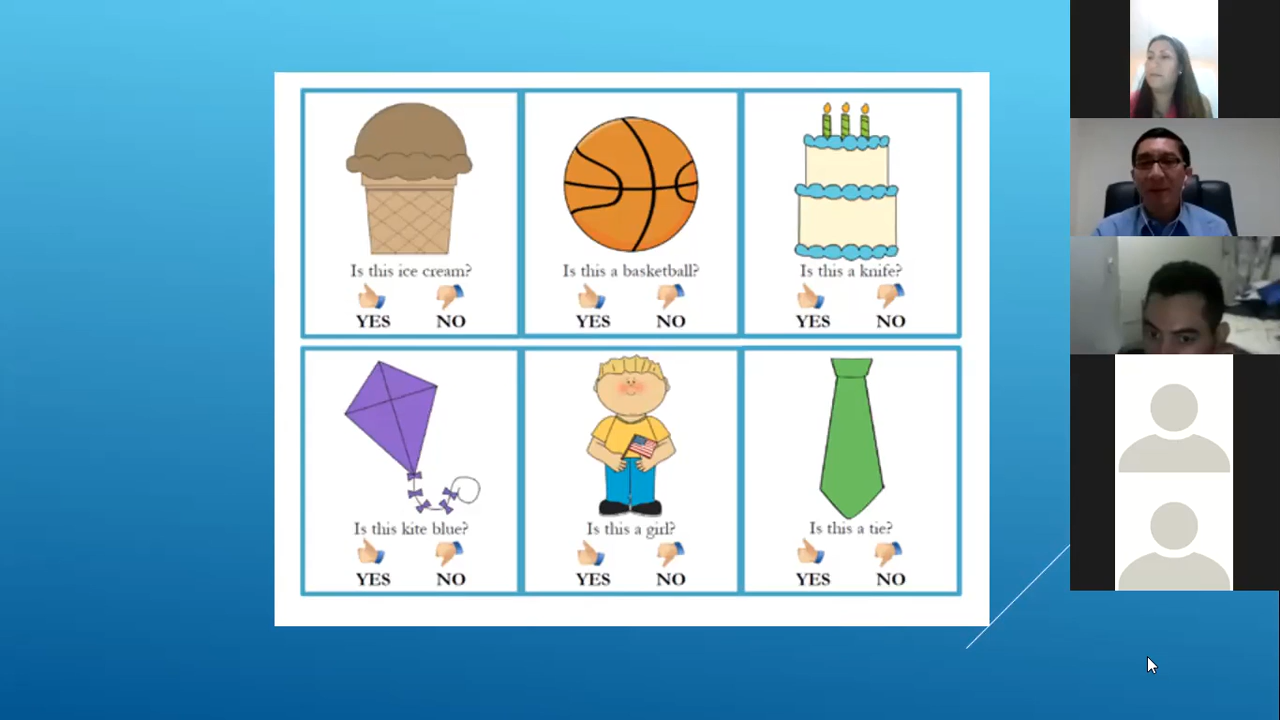 Is this ice cream?
YES NO
Is this a basketball?
YES NO
Is this a knife?
YES NO
Is this kite blue?
YES NO
Is this a girl?
YES NO
Is this a tie?
YES NO